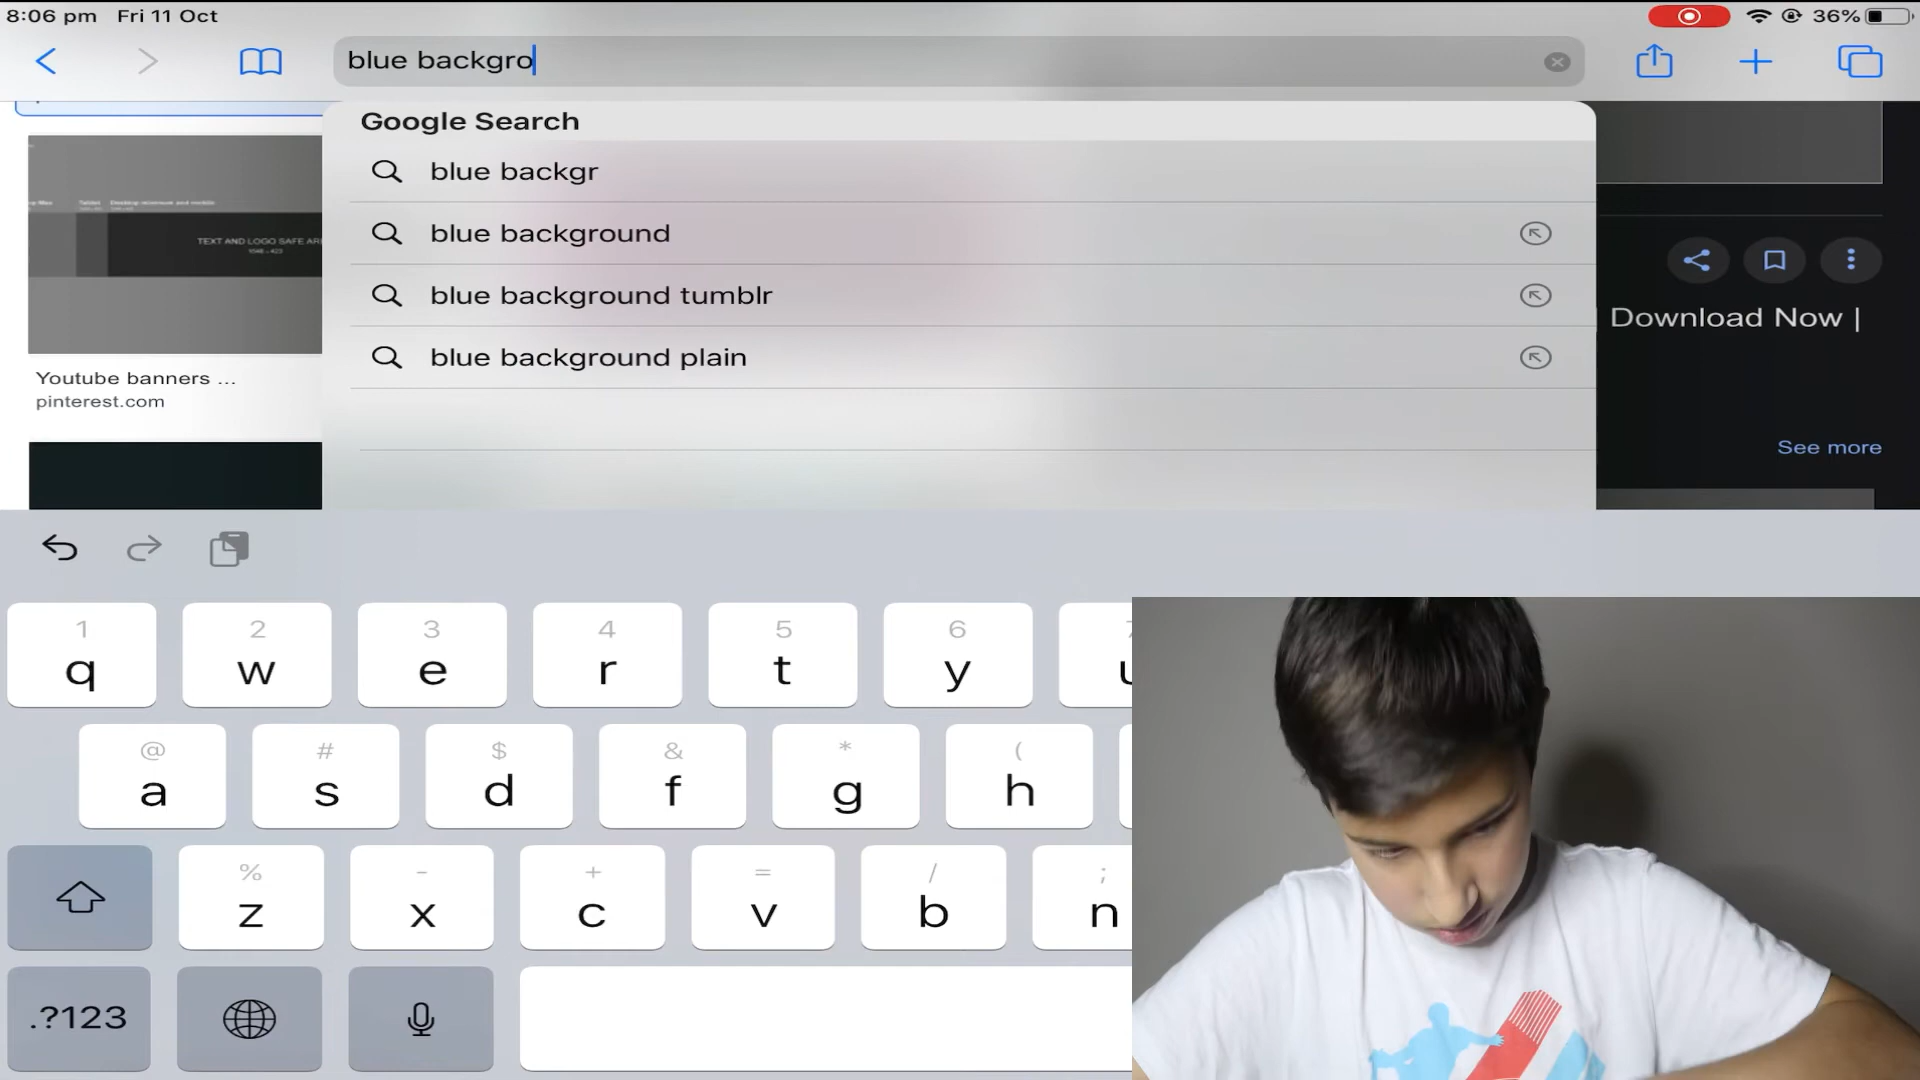 8:06 pm Fri 11 Oct
36%
blue backgro
Google Search
blue backgr
blue background
blue background tumblr
blue background plain
TEXT AND LOGO SAFE ARE
Youtube banners ...
pinterest.com
Download Now |
See more
1 2 3 4 5 6
q w e r t y u
@ # $ & * (
a s d f g h
% - + = / ;
z x c v b n
.?123